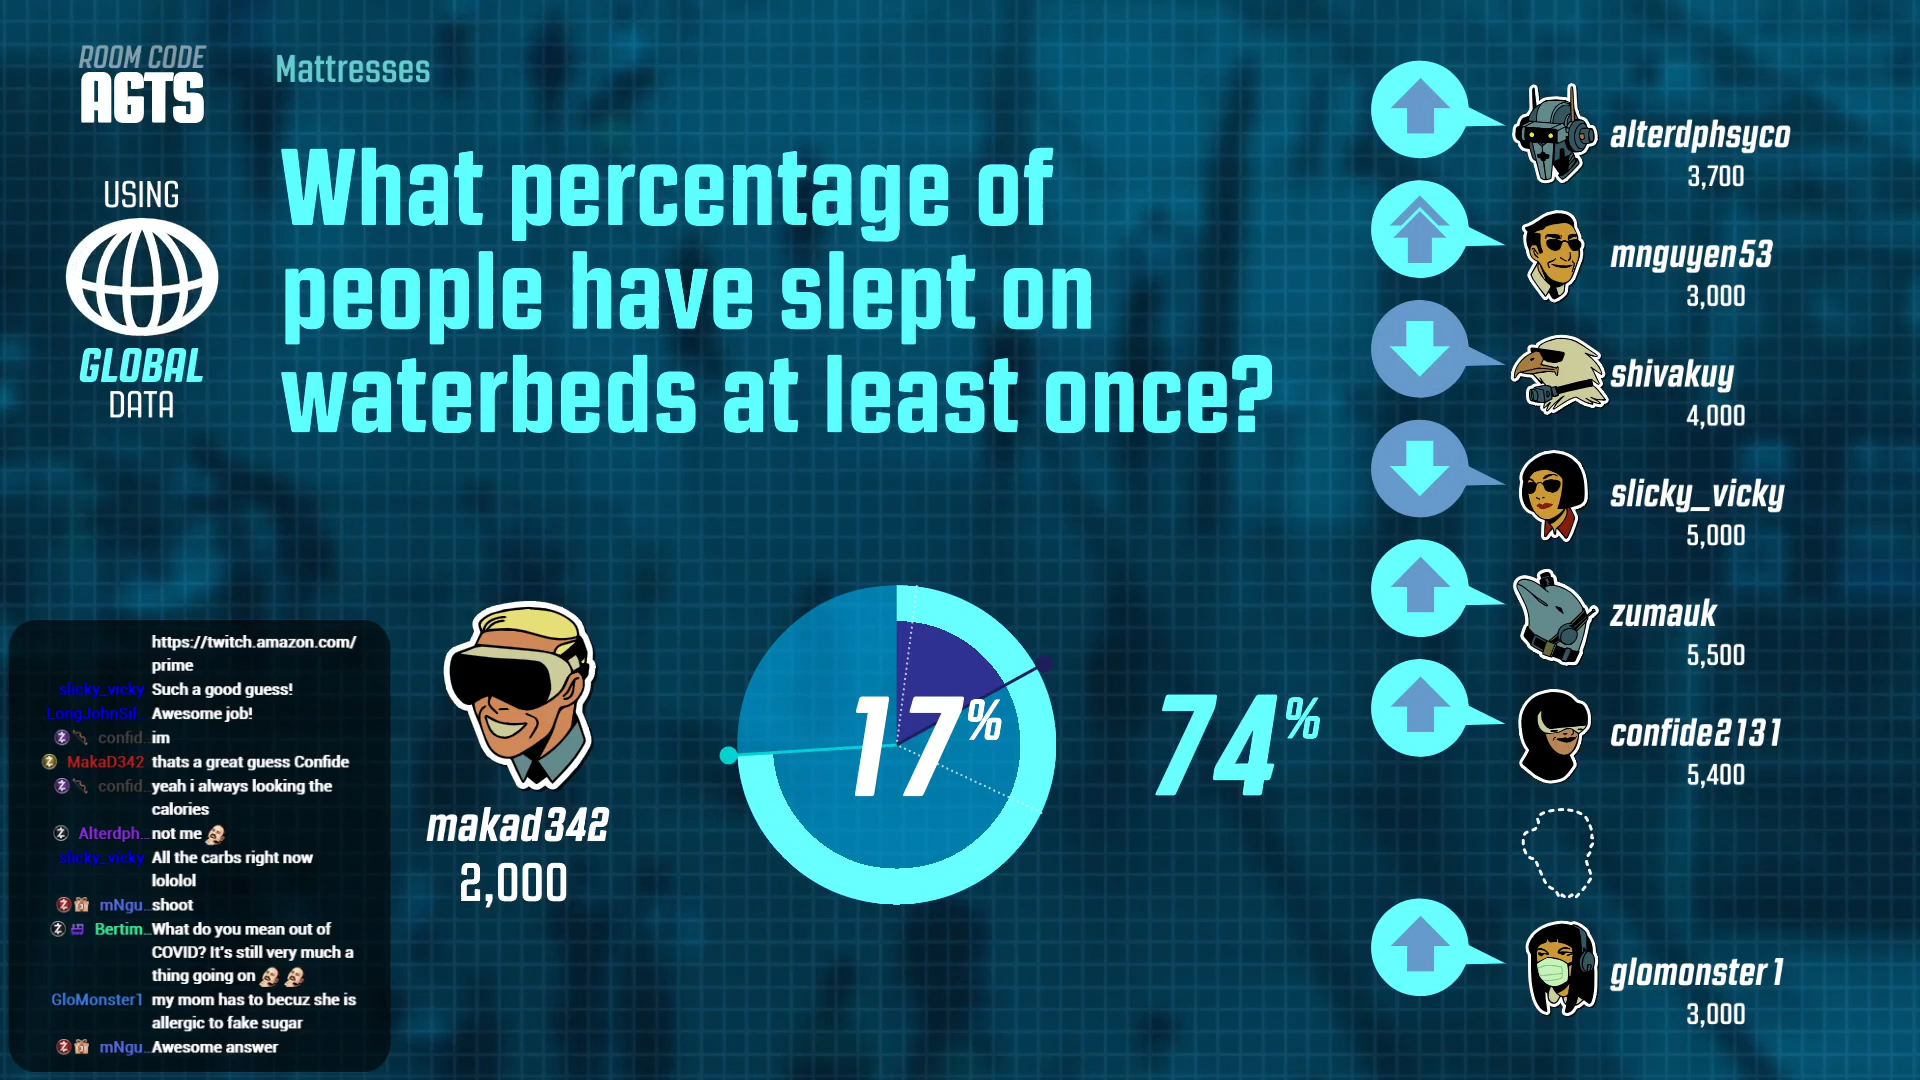 ROOM CODE
A6TS
USING
GLOBAL
DATA
Mattresses
What percentage of
people have slept on
waterbeds at least once?
makad342
2,000
17%
74%
alterdphsyco
3,700
mnguyen53
3,000
shivakuy
4,000
slicky_vicky
5,000
zumauk
5,500
confide2131
5,400
glomonster1
3,000
https://twitch.amazon.com/
prime
slicky_vicky Such a good guess!
LongJohnSil… Awesome job!
confid… im
MakaD342 thats a great guess Confide
confid… yeah i always looking the
calories
Alterdph… not me
slicky_vicky All the carbs right now
lololol
mNgu… shoot
Bertim… What do you mean out of
COVID? It's still very much a
thing going on
GloMonster1 my mom has to becuz she is
allergic to fake sugar
mNgu… Awesome answer